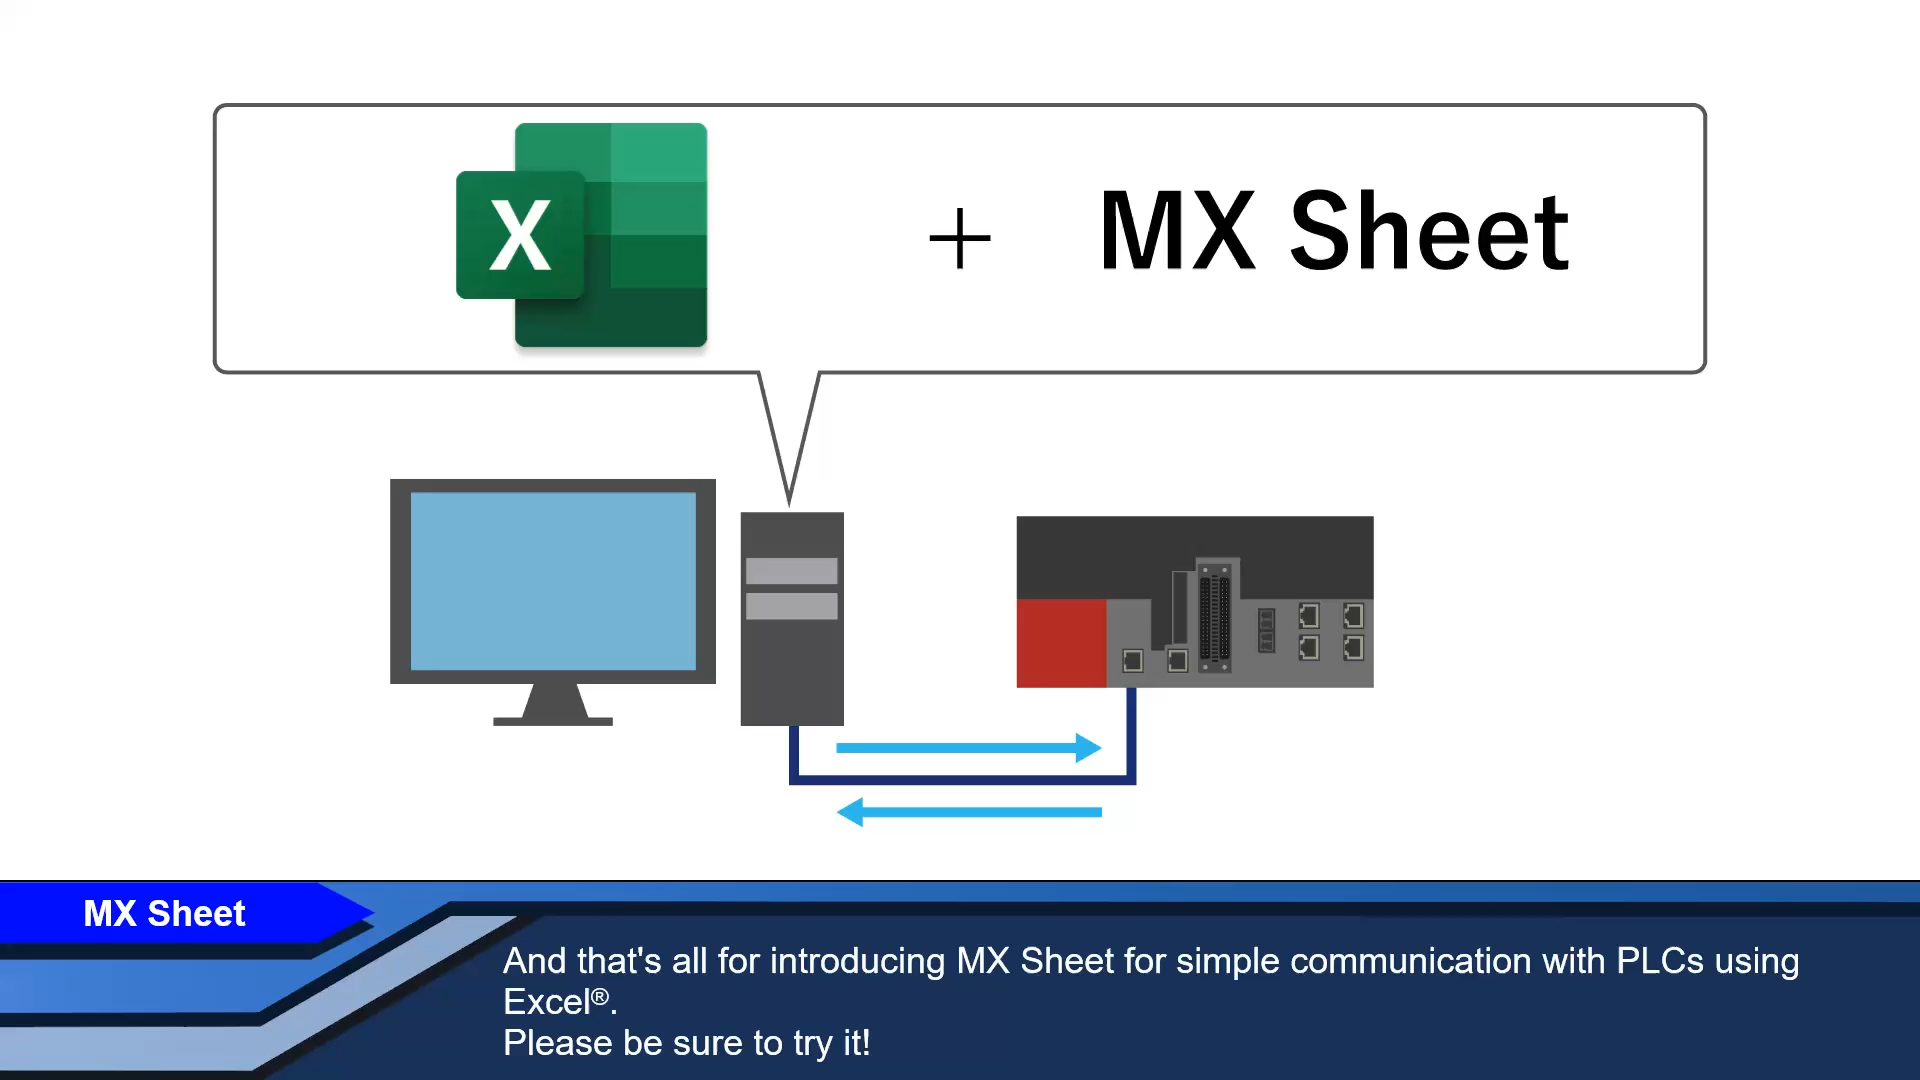 X
+
MX Sheet
MX Sheet
And that's all for introducing MX Sheet for simple communication with PLCs using
Excel®.
Please be sure to try it!